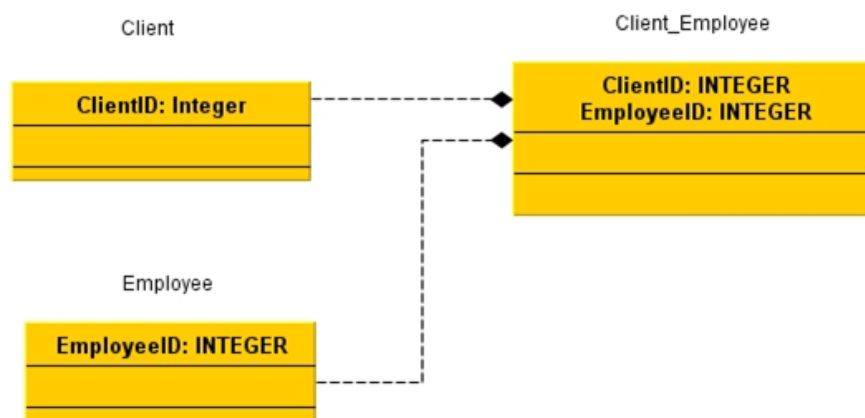 Client
Client_Employee
ClientID: Integer
ClientID: INTEGER
EmployeeID: INTEGER
Employee
EmployeeID: INTEGER